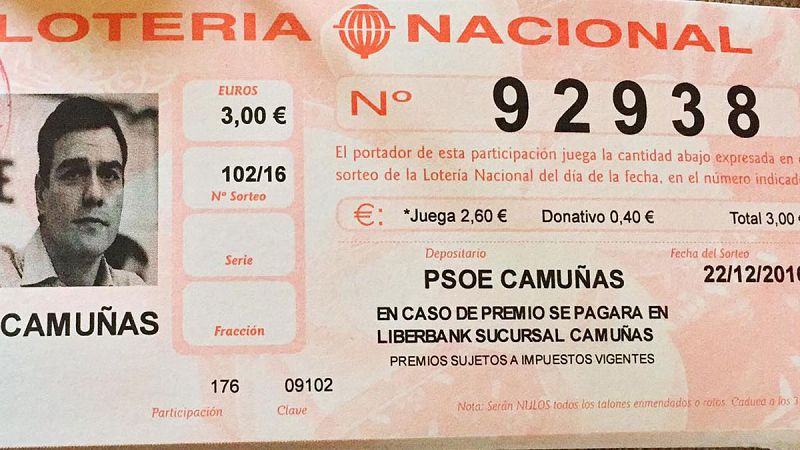 LOTERIA NACIONAL
EUROS
3,00 €
Nº 92938
102/16
Nº Sorteo
El portador de esta participación juega la cantidad abajo expresada en
sorteo de la Lotería Nacional del día de la fecha, en el número indicado
€: *Juega 2,60 € Donativo 0,40 € Total 3,00 €
Serie
Depositario
Fecha del Sorteo
PSOE CAMUÑAS
22/12/2016
CAMUÑAS
Fracción
EN CASO DE PREMIO SE PAGARA EN
LIBERBANK SUCURSAL CAMUÑAS
PREMIOS SUJETOS A IMPUESTOS VIGENTES
176 09102
Participación Clave
Nota: Serán NULOS todos los talones enmendados o rotos. Caduca a los 3